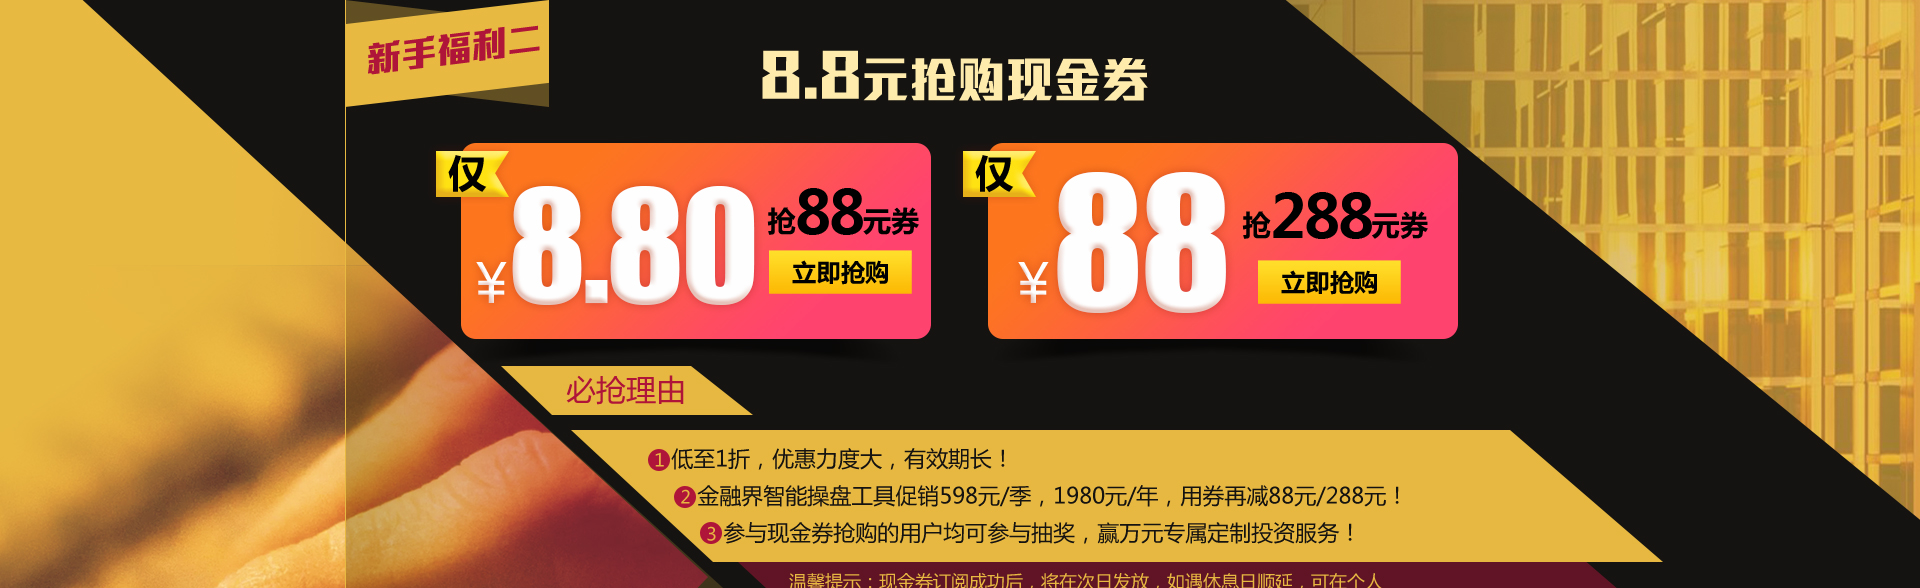 新手福利二
8.8元抢购现金券
仅
¥8.80
抢88元券
立即抢购
仅
¥88
抢288元券
立即抢购
必抢理由
1低至1折，优惠力度大，有效期长！
2金融界智能操盘工具促销598元/季，1980元/年，用券再减88元/288元！
3参与现金券抢购的用户均可参与抽奖，赢万元专属定制投资服务！
温馨提示：现金券订阅成功后，将在次日发放，如遇休息日顺延，可在个人